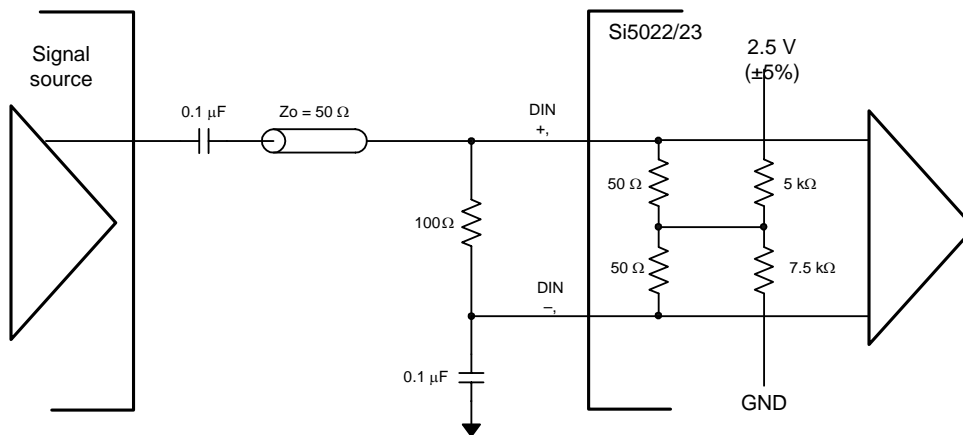 Signal
source
0.1 μF
Zo = 50 Ω
DIN
+,
Si5022/23
2.5 V
(±5%)
50 Ω
5 kΩ
100Ω
50 Ω
7.5 kΩ
DIN
–,
0.1 μF
GND